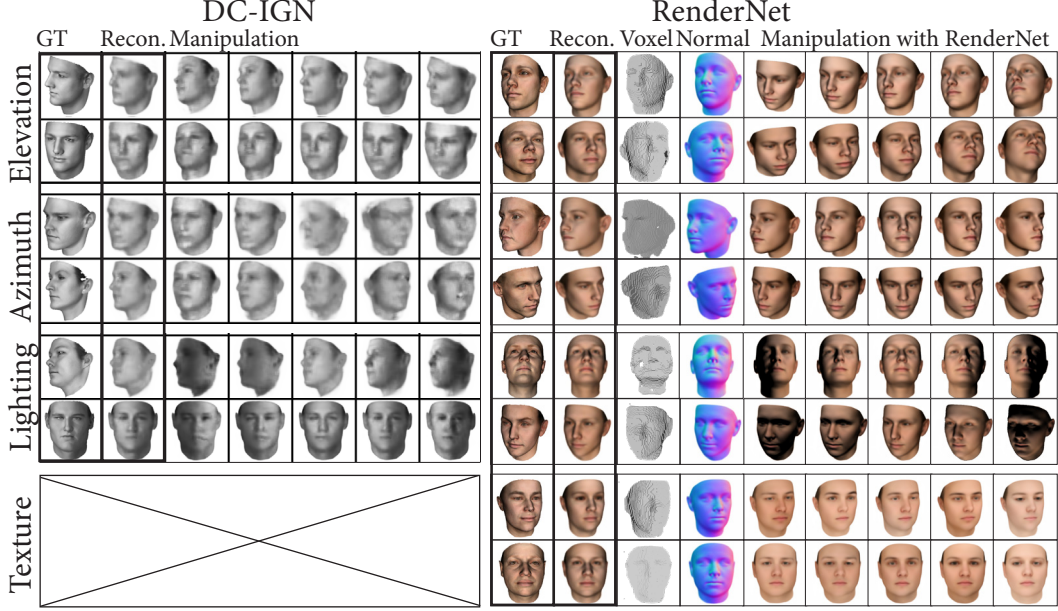 DC-IGN
RenderNet
GT Recon. Manipulation
GT Recon. Voxel Normal Manipulation with RenderNet
Elevation
Azimuth
Lighting
Texture